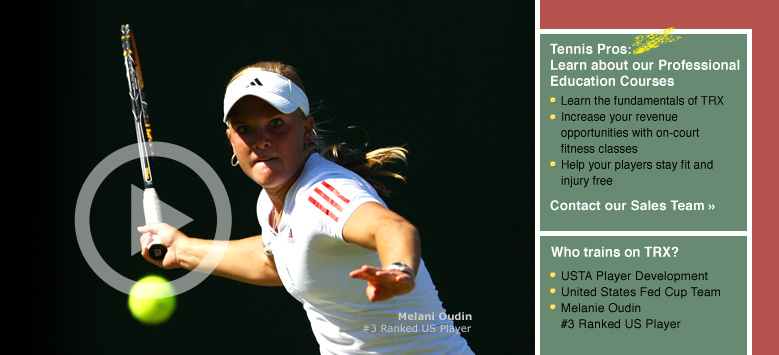 Melani Oudin
#3 Ranked US Player
Tennis Pros:
Learn about our Professional
Education Courses
Learn the fundamentals of TRX
Increase your revenue
opportunities with on-court
fitness classes
Help your players stay fit and
injury free
Contact our Sales Team »
Who trains on TRX?
USTA Player Development
United States Fed Cup Team
Melanie Oudin
#3 Ranked US Player